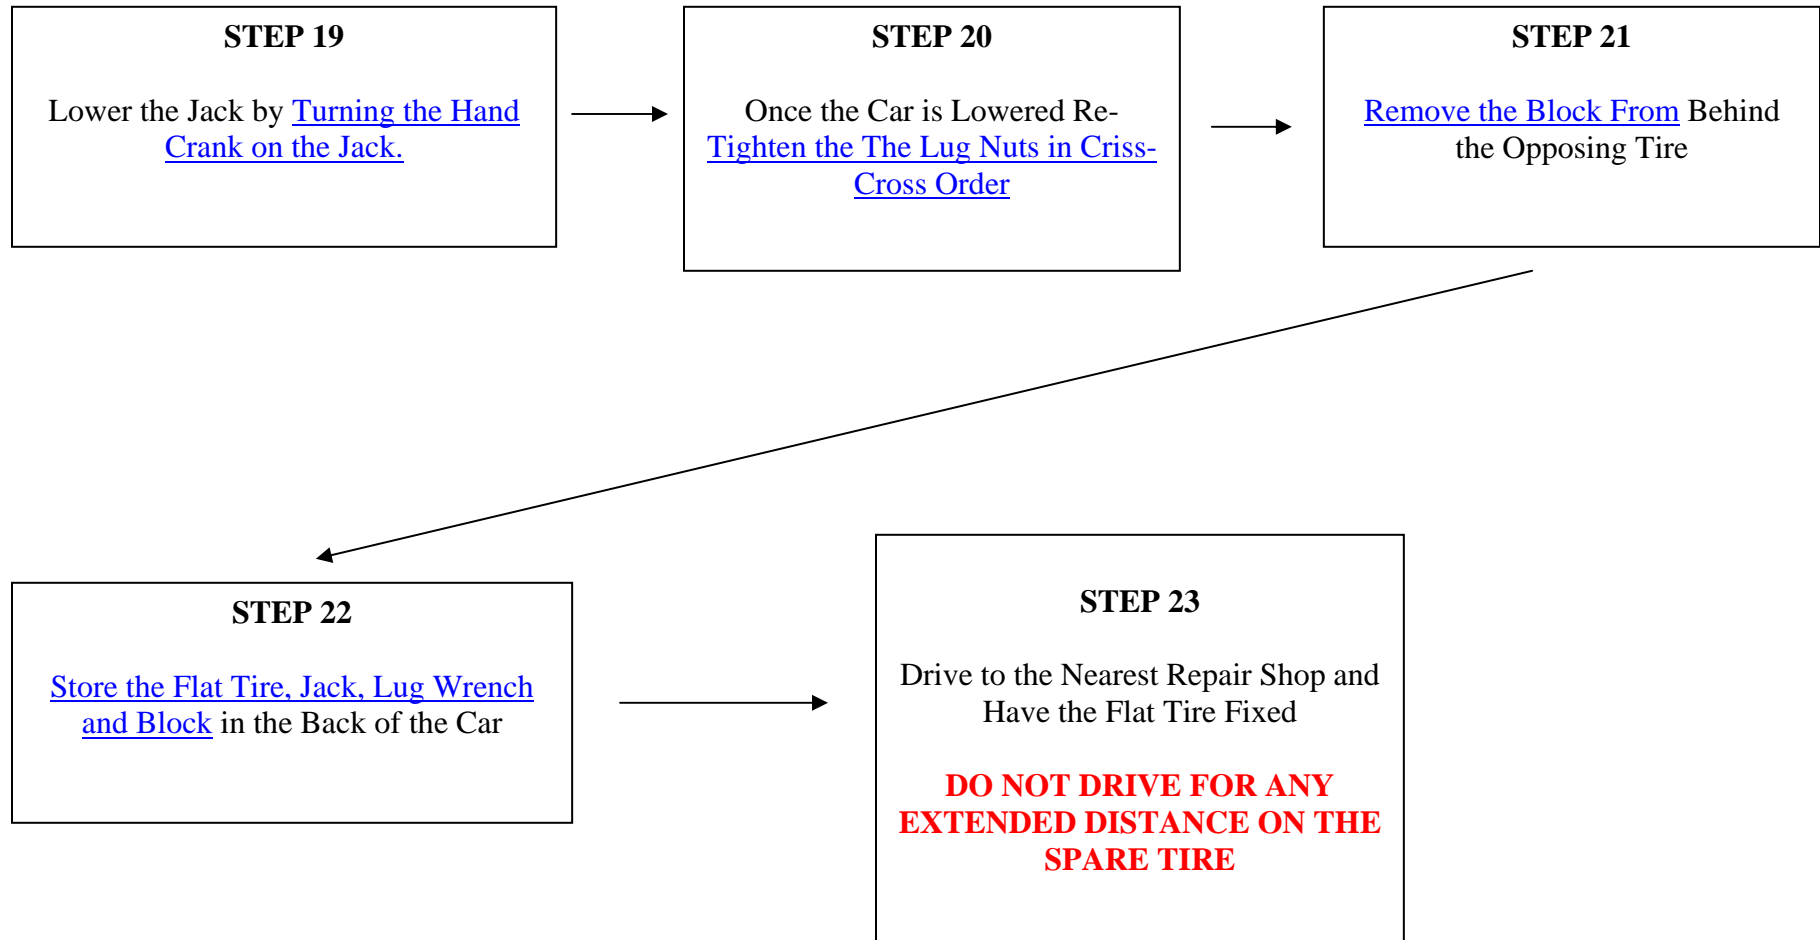 STEP 19
Lower the Jack by Turning the Hand
Crank on the Jack.
STEP 20
Once the Car is Lowered Re-
Tighten the The Lug Nuts in Criss-
Cross Order
STEP 21
Remove the Block From Behind
the Opposing Tire
STEP 22
Store the Flat Tire, Jack, Lug Wrench
and Block in the Back of the Car
STEP 23
Drive to the Nearest Repair Shop and
Have the Flat Tire Fixed
DO NOT DRIVE FOR ANY
EXTENDED DISTANCE ON THE
SPARE TIRE